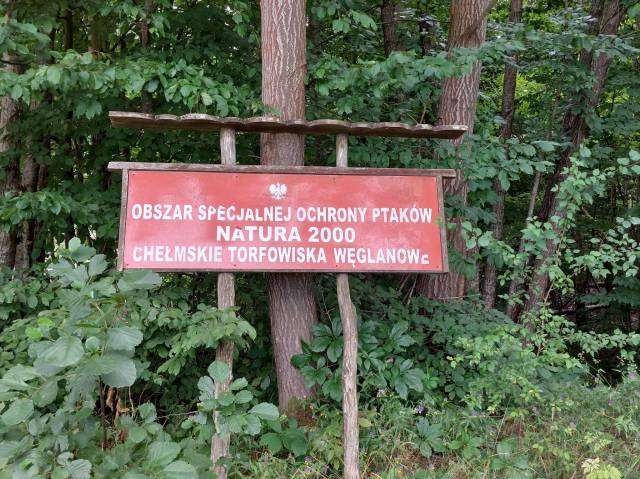 OBSZAR SPECJALNEJ OCHRONY PTAKÓW
NATURA 2000
CHEŁMSKIE TORFOWISKA WĘGLANOWE